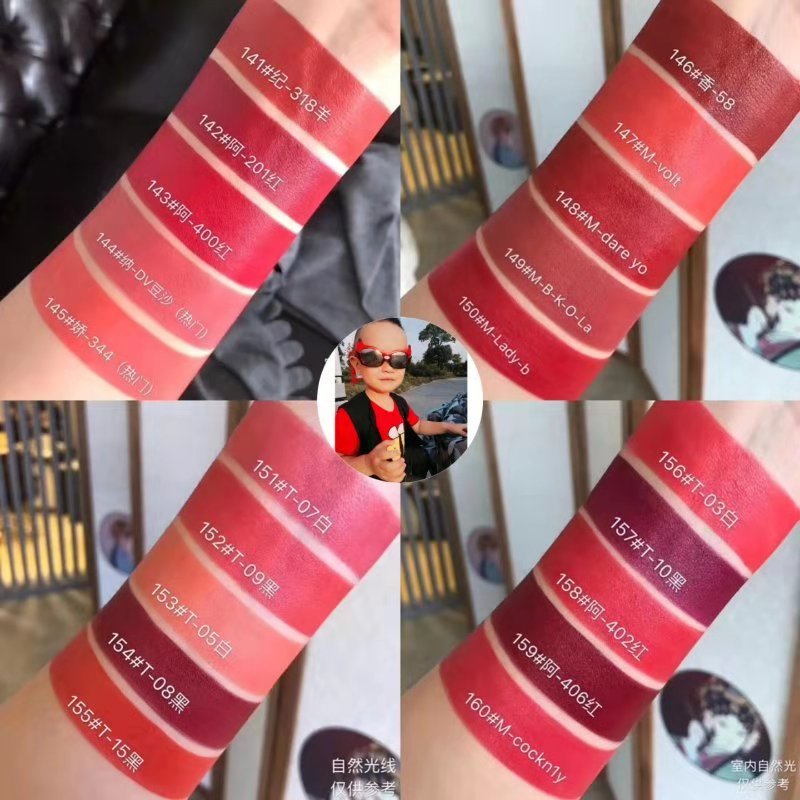 141#纪-318羊
142#阿-201红
143#阿-400红
144#纳-DV豆沙（热门）
145#娇-344（热门）
146#香-58
147#M-volt
148#M-dare yo
149#M-B-K-O-La
150#M-Lady-b
151#T-07白
152#T-09黑
153#T-05白
154#T-08黑
155#T-15黑
自然光线
仅供参考
156#T-03白
157#T-10黑
158#阿-402红
159#阿-406红
160#M-cockn1y
室内自然光
仅供参考